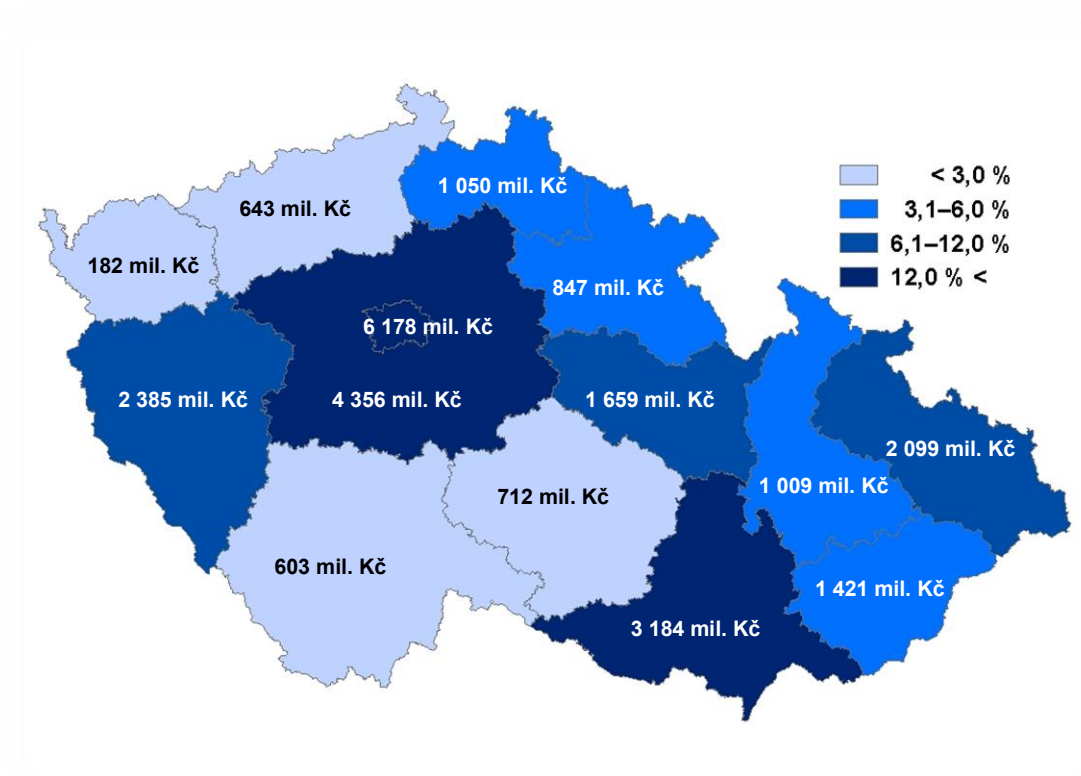 < 3,0 %
3,1–6,0 %
6,1–12,0 %
12,0 % <
1 050 mil. Kč
643 mil. Kč
182 mil. Kč
847 mil. Kč
6 178 mil. Kč
2 385 mil. Kč
4 356 mil. Kč
1 659 mil. Kč
2 099 mil. Kč
712 mil. Kč
1 009 mil. Kč
603 mil. Kč
1 421 mil. Kč
3 184 mil. Kč